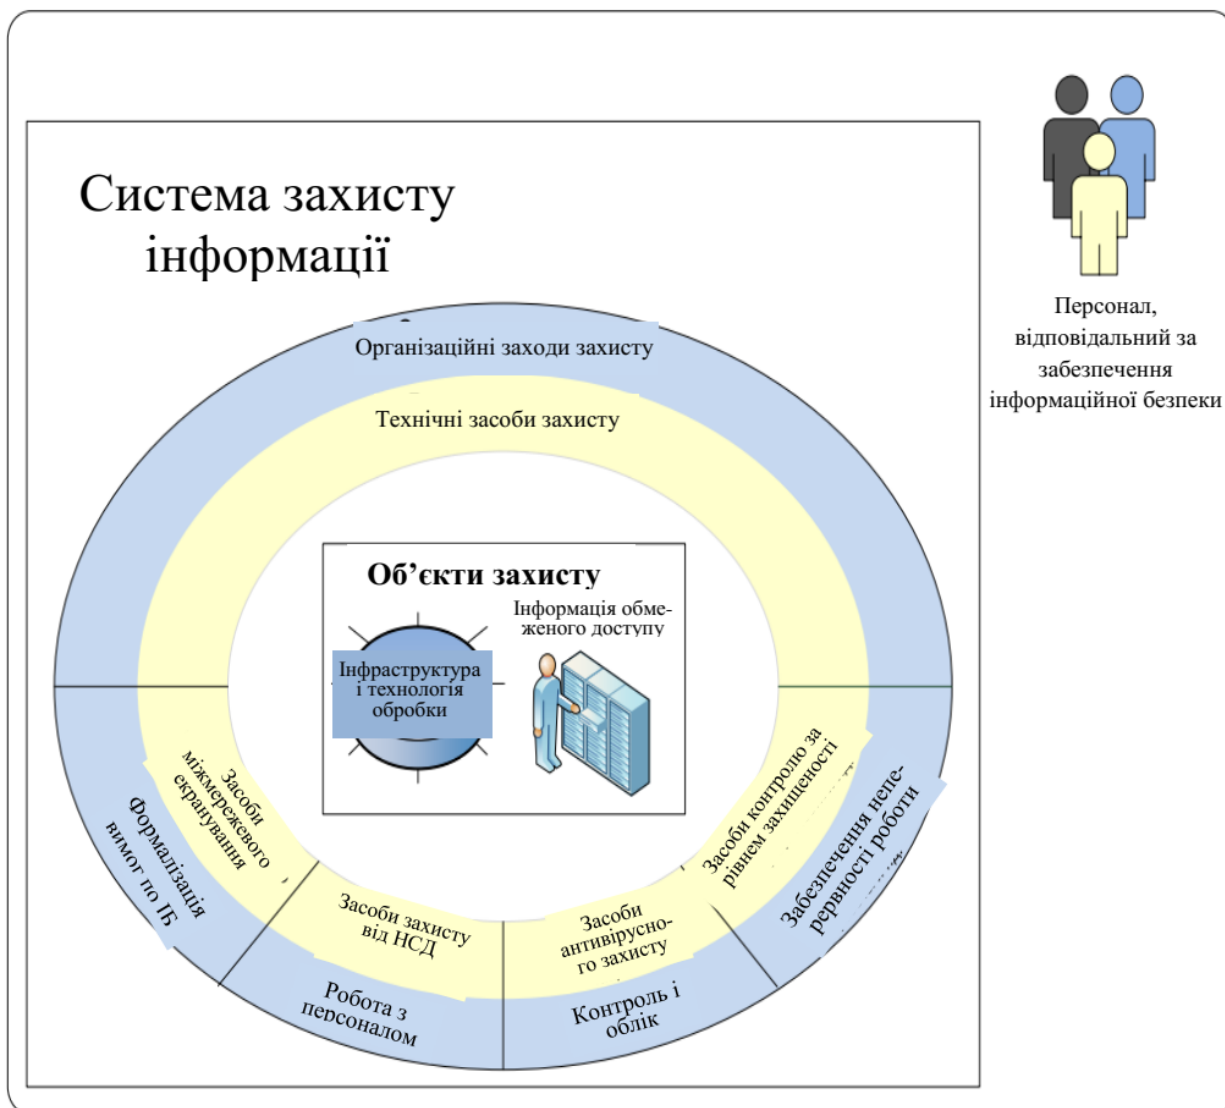 Система захисту
інформації
Персонал,
відповідальний за
забезпечення
інформаційної безпеки
Організаційні заходи захисту
Технічні засоби захисту
Об’єкти захисту
Інформація обме-
женого доступу
Інфраструктура
і технологія
обробки
Засоби
міжмережевого
екранування
Засоби захисту
від НСД
Засоби
антивірусно-
го захисту
Засоби контролю за
рівнем захищеності
Формалізація
вимог по ІБ
Робота з
персоналом
Контроль і
облік
Забезпечення непе-
рервності роботи